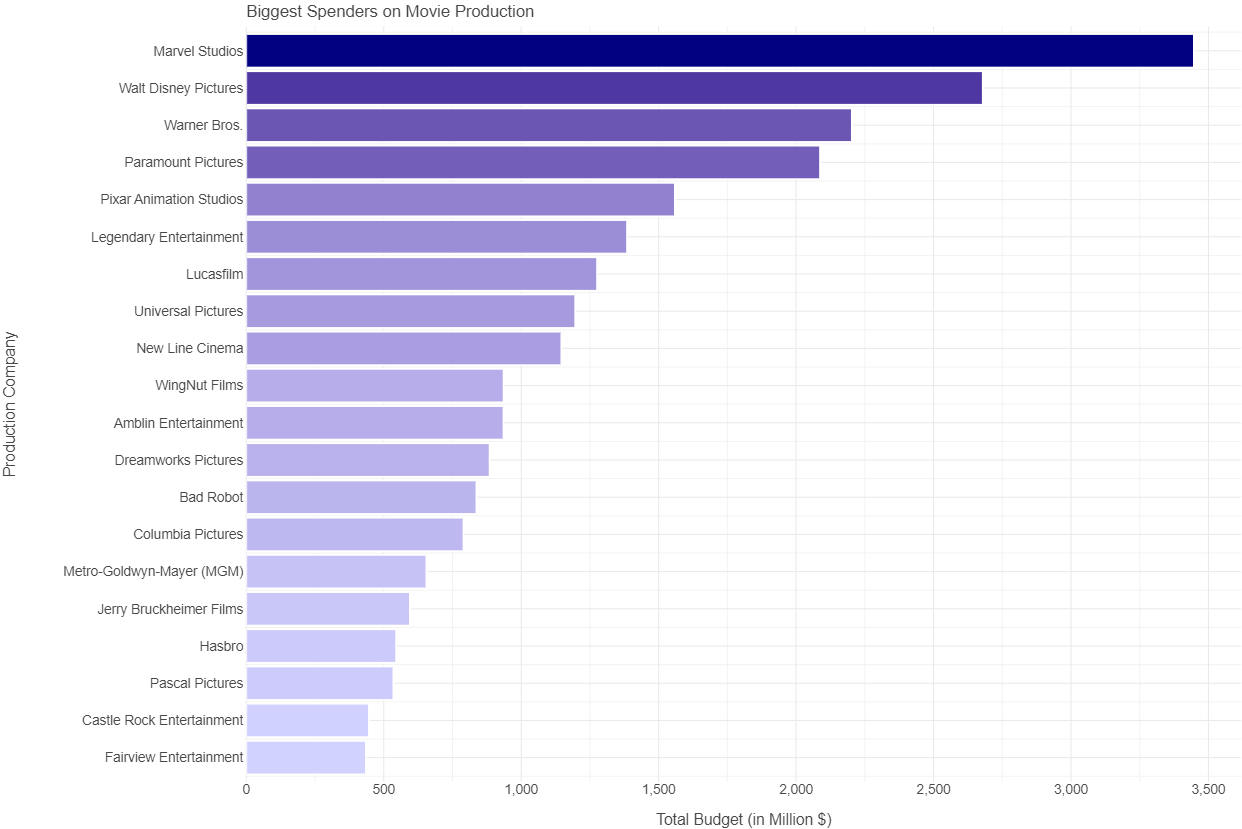 Biggest Spenders on Movie Production
Production Company
Marvel Studios
Walt Disney Pictures
Warner Bros.
Paramount Pictures
Pixar Animation Studios
Legendary Entertainment
Lucasfilm
Universal Pictures
New Line Cinema
WingNut Films
Amblin Entertainment
Dreamworks Pictures
Bad Robot
Columbia Pictures
Metro-Goldwyn-Mayer (MGM)
Jerry Bruckheimer Films
Hasbro
Pascal Pictures
Castle Rock Entertainment
Fairview Entertainment
0 500 1,000 1,500 2,000 2,500 3,000 3,500
Total Budget (in Million $)